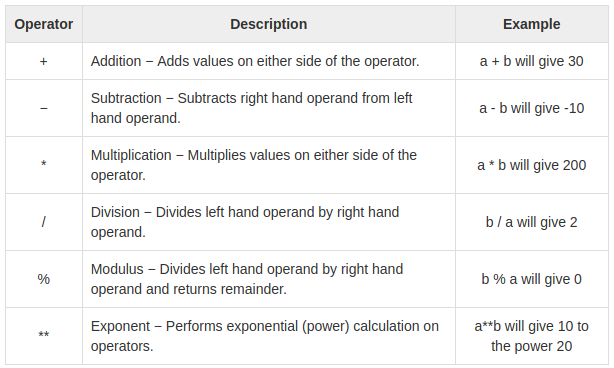 Operator Description Example
+ Addition − Adds values on either side of the operator. a + b will give 30
− Subtraction − Subtracts right hand operand from left a - b will give -10
hand operand.
* Multiplication − Multiplies values on either side of the a * b will give 200
operator.
/ Division − Divides left hand operand by right hand b / a will give 2
operand.
% Modulus − Divides left hand operand by right hand b % a will give 0
operand and returns remainder.
** Exponent − Performs exponential (power) calculation on a**b will give 10 to
operators. the power 20